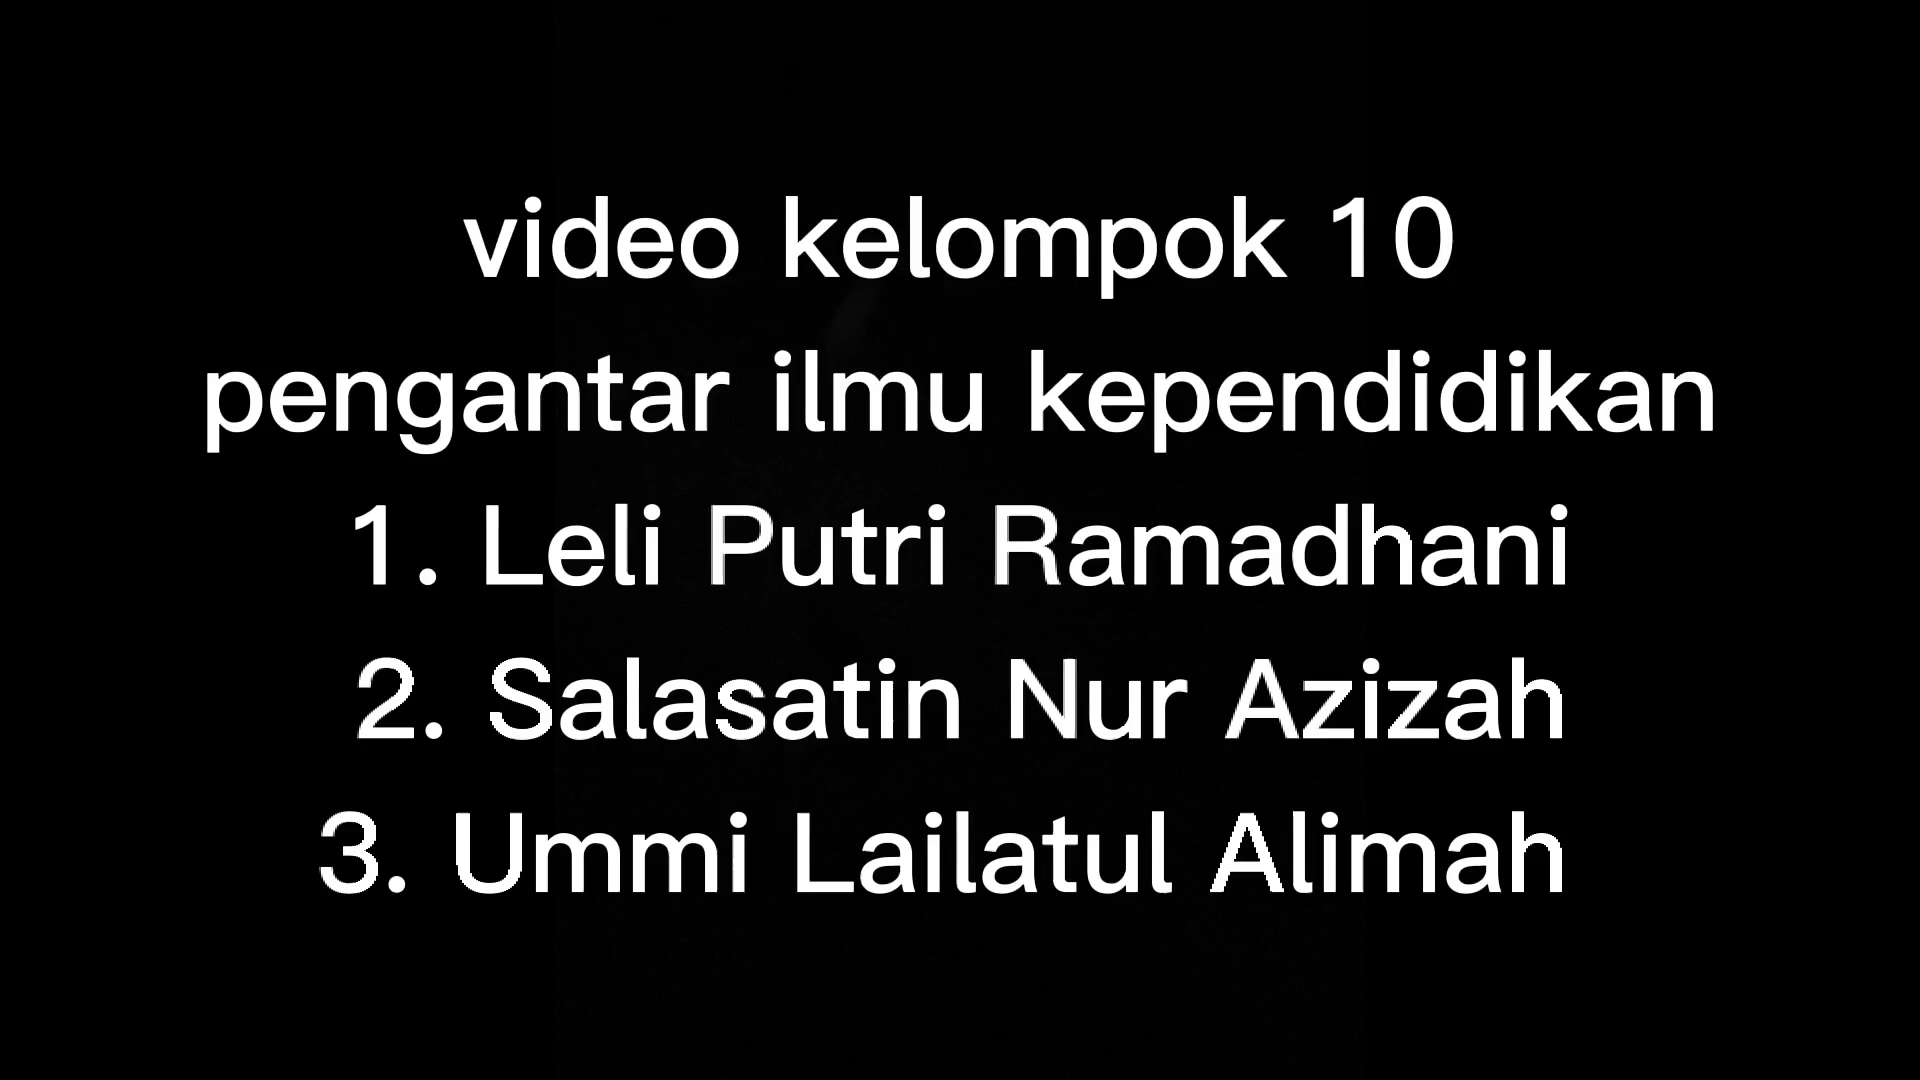 video kelompok 10
pengantar ilmu kependidikan
1. Leli Putri Ramadhani
2. Salasatin Nur Azizah
3. Ummi Lailatul Alimah